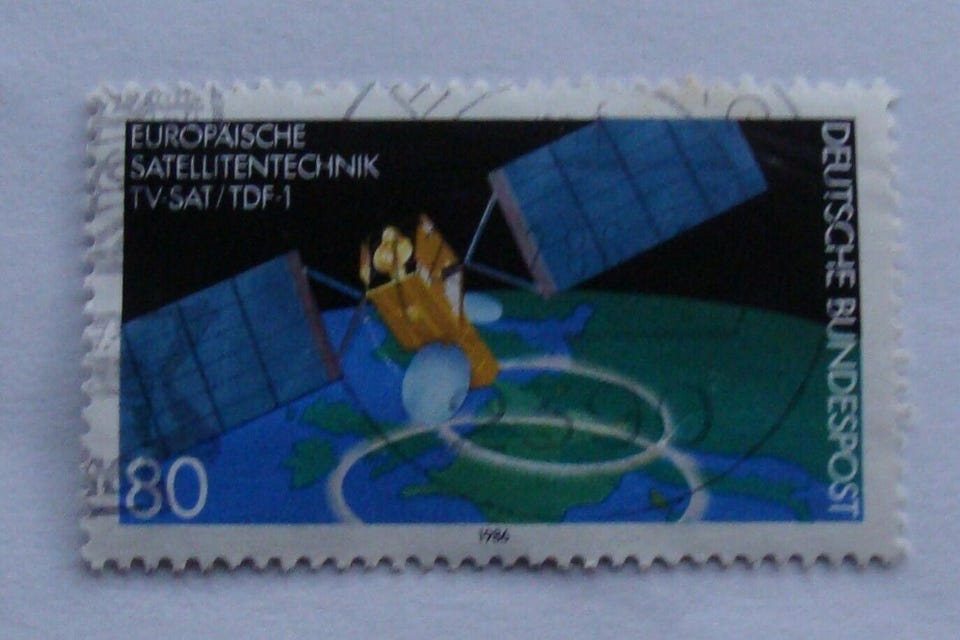 EUROPÄISCHE
SATELLITENTECHNIK
TV-SAT/TDF-1
DEUTSCHE BUNDESPOST
80
1986